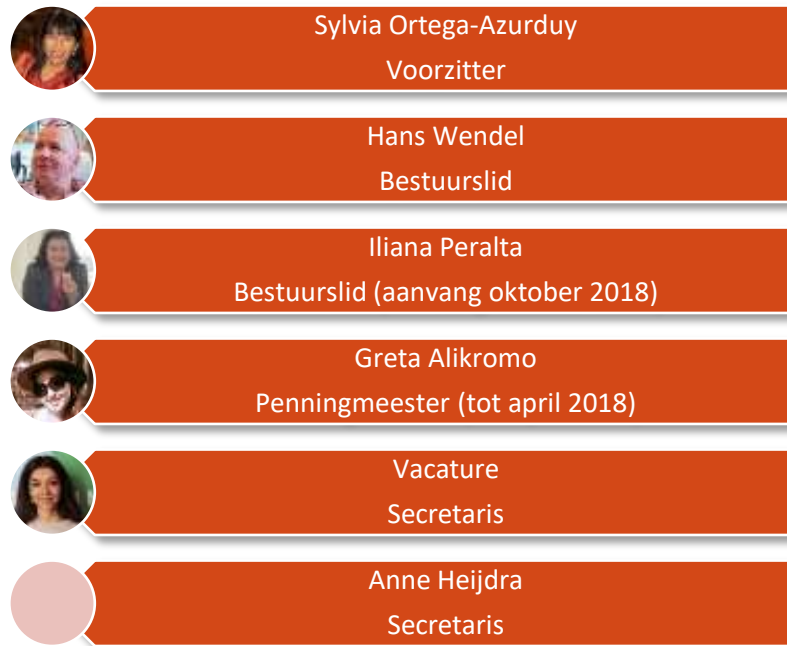 Sylvia Ortega-Azurduy
Voorzitter
Hans Wendel
Bestuurslid
Iliana Peralta
Bestuurslid (aanvang oktober 2018)
Greta Alikromo
Penningmeester (tot april 2018)
Vacature
Secretaris
Anne Heijdra
Secretaris